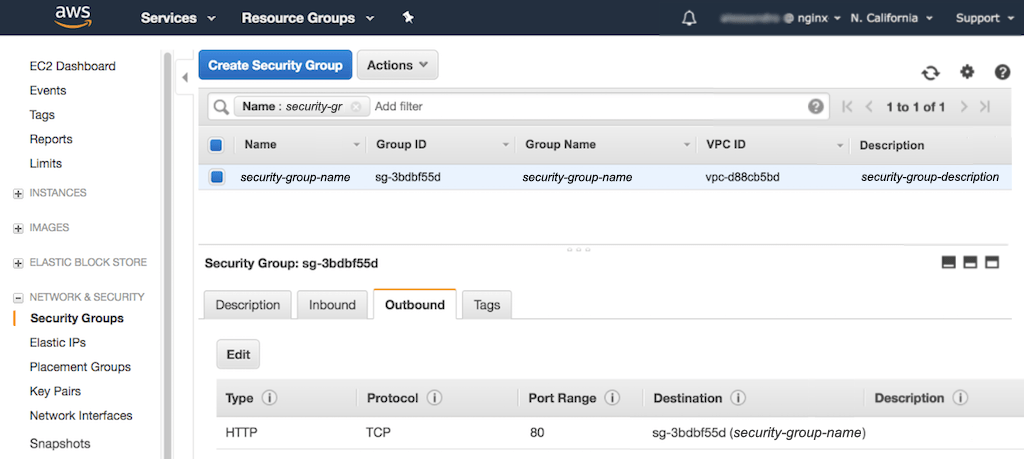 aws Services Resource Groups @ nginx N. California Support
EC2 Dashboard
Events
Tags
Reports
Limits
INSTANCES
IMAGES
ELASTIC BLOCK STORE
NETWORK & SECURITY
Security Groups
Elastic IPs
Placement Groups
Key Pairs
Network Interfaces
Snapshots
Create Security Group Actions
Name : security-gr Add filter 1 to 1 of 1
Name Group ID Group Name VPC ID Description
security-group-name sg-3bdbf55d security-group-name vpc-d88cb5bd security-group-description
Security Group: sg-3bdbf55d
Description Inbound Outbound Tags
Edit
Type Protocol Port Range Destination Description
HTTP TCP 80 sg-3bdbf55d (security-group-name)